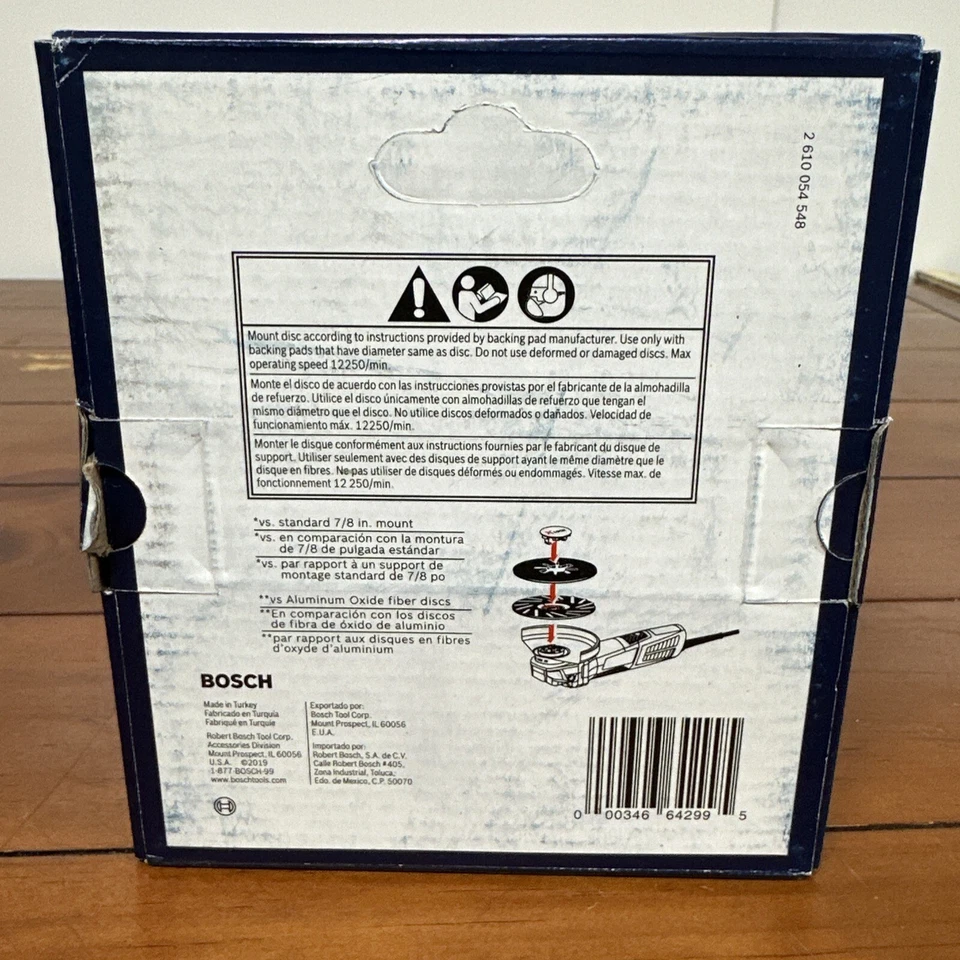 2 610 054 548
Mount disc according to instructions provided by backing pad manufacturer. Use only with
backing pads that have diameter same as disc. Do not use deformed or damaged discs. Max
operating speed 12250/min.
Monte el disco de acuerdo con las instrucciones provistas por el fabricante de la almohadilla
de refuerzo. Utilice el disco únicamente con almohadillas de refuerzo que tengan el
mismo diámetro que el disco. No utilice discos deformados o dañados. Velocidad de
funcionamiento máx. 12250/min.
Monter le disque conformément aux instructions fournies par le fabricant du disque de
support. Utiliser seulement avec des disques de support ayant le même diamètre que le
disque en fibres. Ne pas utiliser de disques déformés ou endommagés. Vitesse max. de
fonctionnement 12 250/min.
*vs. standard 7/8 in. mount
*vs. en comparación con la montura
de 7/8 de pulgada estándar
*vs. par rapport à un support de
montage standard de 7/8 po
**vs Aluminum Oxide fiber discs
**En comparación con los discos
de fibra de óxido de aluminio
**par rapport aux disques en fibres
d'oxyde d'aluminium
BOSCH
Made in Turkey
Fabricado en Turquía
Fabriqué en Turquie
Robert Bosch Tool Corp.
Accessories Division
Mount Prospect, IL 60056
U.S.A. ©2019
1-877-BOSCH-99
www.boschtools.com
Exportado por:
Bosch Tool Corp.
Mount Prospect, IL 60056
E.U.A.
Importado por:
Robert Bosch, S.A. de C.V.
Calle Robert Bosch #405,
Zona Industrial, Toluca,
Edo. de México, C.P. 50070
0 00346 64299 5